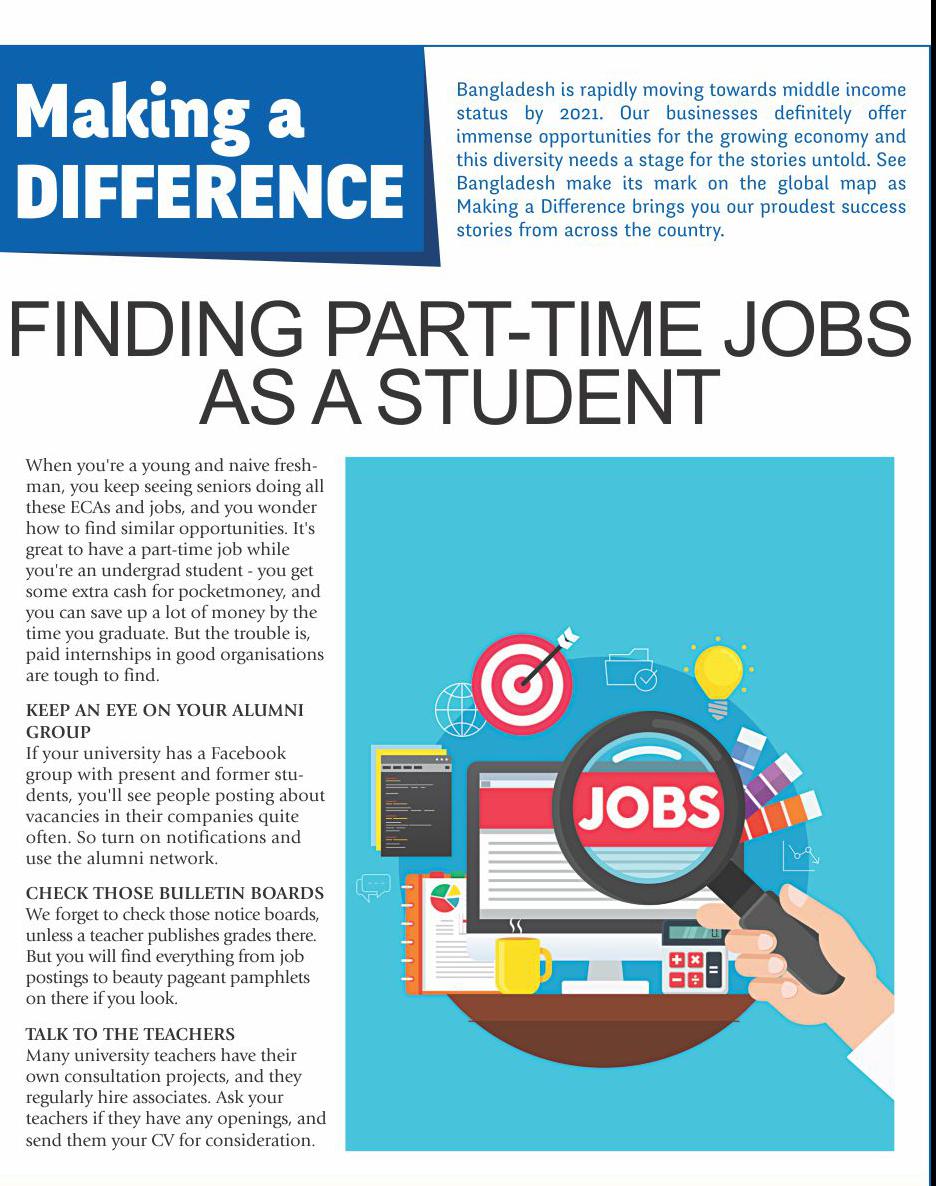 Making a
DIFFERENCE
Bangladesh is rapidly moving towards middle income
status by 2021. Our businesses definitely offer
immense opportunities for the growing economy and
this diversity needs a stage for the stories untold. See
Bangladesh make its mark on the global map as
Making a Difference brings you our proudest success
stories from across the country.
FINDING PART-TIME JOBS
AS A STUDENT
When you're a young and naive fresh-
man, you keep seeing seniors doing all
these ECAs and jobs, and you wonder
how to find similar opportunities. It's
great to have a part-time job while
you're an undergrad student - you get
some extra cash for pocketmoney, and
you can save up a lot of money by the
time you graduate. But the trouble is,
paid internships in good organisations
are tough to find.
KEEP AN EYE ON YOUR ALUMNI
GROUP
If your university has a Facebook
group with present and former stu-
dents, you'll see people posting about
vacancies in their companies quite
often. So turn on notifications and
use the alumni network.
CHECK THOSE BULLETIN BOARDS
We forget to check those notice boards,
unless a teacher publishes grades there.
But you will find everything from job
postings to beauty pageant pamphlets
on there if you look.
TALK TO THE TEACHERS
Many university teachers have their
own consultation projects, and they
regularly hire associates. Ask your
teachers if they have any openings, and
send them your CV for consideration.
JOBS